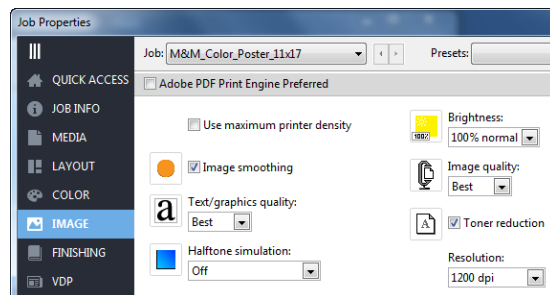 Job Properties
Job: M&M_Color_Poster_11x17 Presets:
QUICK ACCESS
JOB INFO
MEDIA
LAYOUT
COLOR
IMAGE
FINISHING
VDP
Adobe PDF Print Engine Preferred
Use maximum printer density
Image smoothing
a
Text/graphics quality:
Best
Halftone simulation:
Off
100%
Brightness:
100% normal
Image quality:
Best
A
Toner reduction
Resolution:
1200 dpi